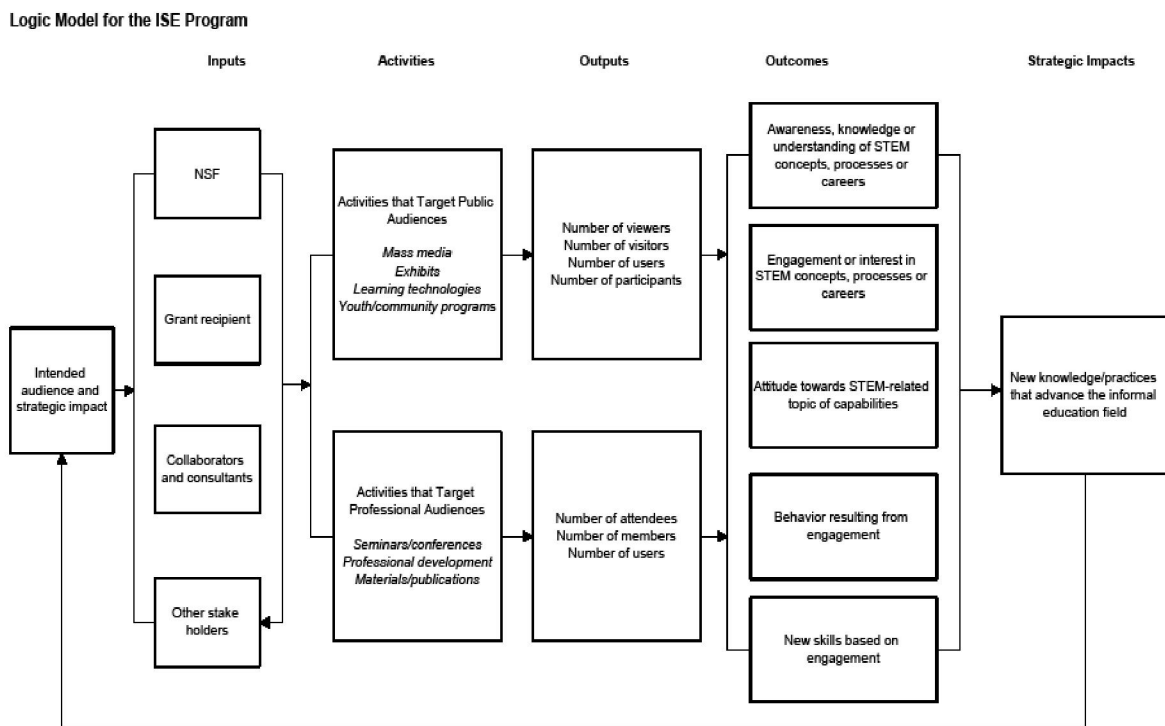 Logic Model for the ISE Program
Inputs
Activities
Outputs
Outcomes
Strategic Impacts
Intended
audience and
strategic impact
NSF
Grant recipient
Collaborators
and consultants
Other stake
holders
Activities that Target Public
Audiences
Mass media
Exhibits
Learning technologies
Youth/community programs
Activities that Target
Professional Audiences
Seminars/conferences
Professional development
Materials/publications
Number of viewers
Number of visitors
Number of users
Number of participants
Number of attendees
Number of members
Number of users
Awareness, knowledge or
understanding of STEM
concepts, processes or
careers
Engagement or interest in
STEM concepts, processes or
careers
Attitude towards STEM-related
topic of capabilities
Behavior resulting from
engagement
New skills based on
engagement
New knowledge/practices
that advance the informal
education field